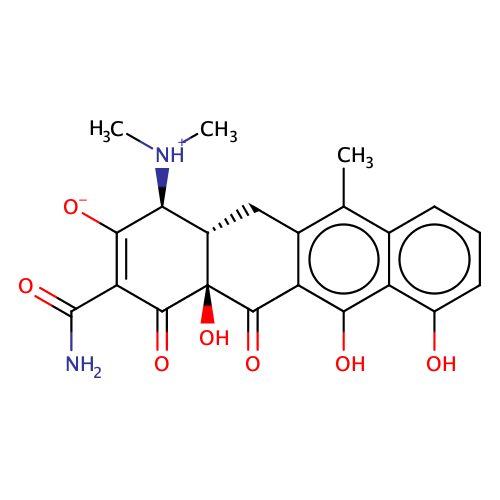 H₃C CH₃
NH⁺
CH₃
O⁻
O
OH
NH₂ O O OH OH